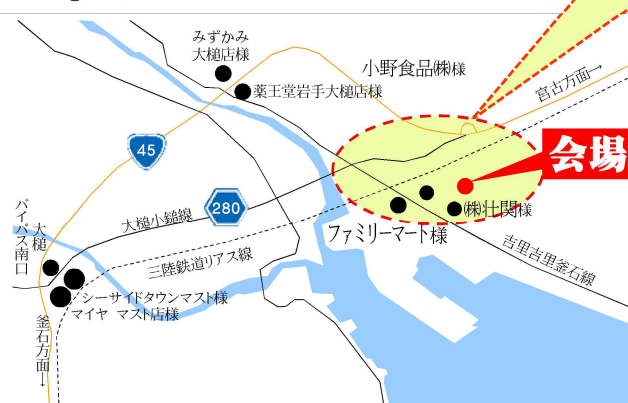 みずかみ
大槌店様
薬王堂岩手大槌店様
小野食品㈱様
宮古方面→
45
会場
280
大槌小鎚線
㈱壮関様
ファミリーマート様
大槌
バイパス南口
三陸鉄道リアス線
吉里吉里釜石線
シーサイドタウンマスト様
マイヤ マスト店様
釜石方面→